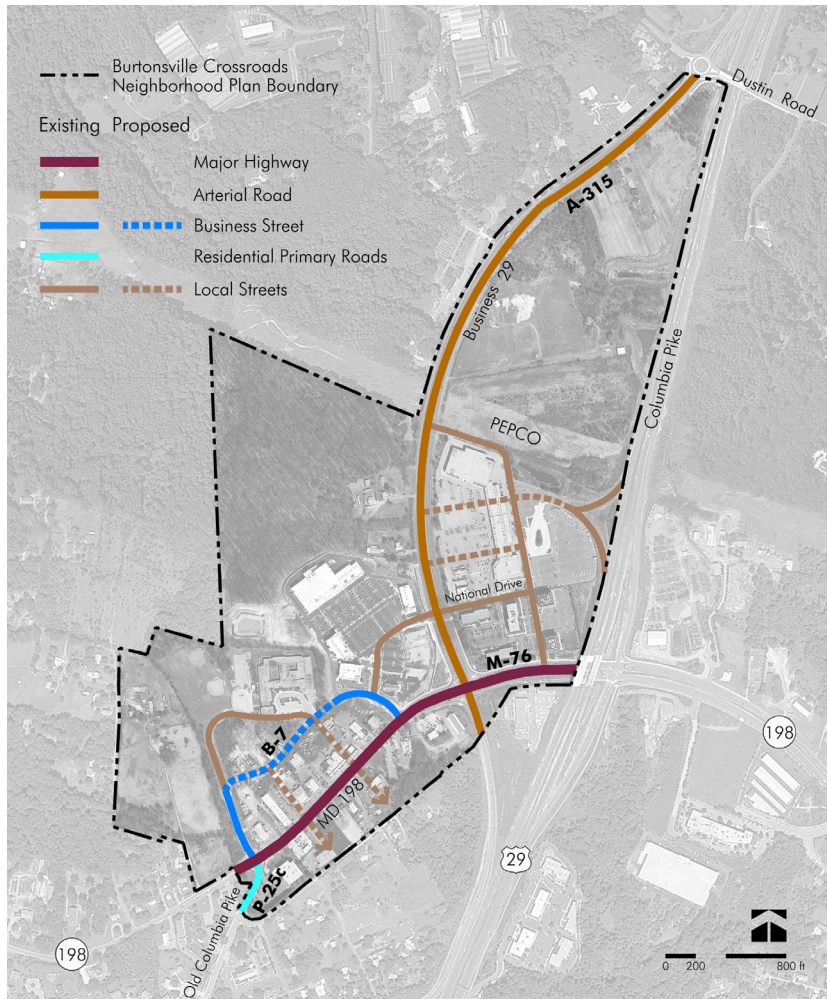 Burtonsville Crossroads
Neighborhood Plan Boundary
Existing Proposed
Major Highway
Arterial Road
Business Street
Residential Primary Roads
Local Streets
Dustin Road
A-315
Business 29
Columbia Pike
PEPCO
National Drive
M-76
B-7
MD 198
198
29
P-25c
Old Columbia Pike
198
0 200 800 ft